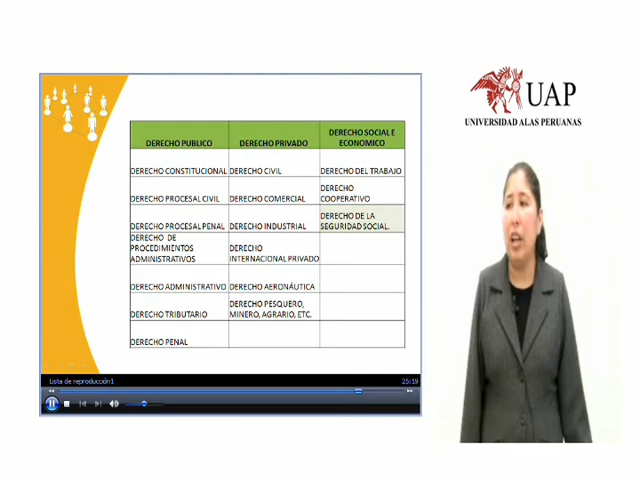 UAP
UNIVERSIDAD ALAS PERUANAS
DERECHO PUBLICO DERECHO PRIVADO DERECHO SOCIAL E
ECONOMICO
DERECHO CONSTITUCIONAL DERECHO CIVIL DERECHO DEL TRABAJO
DERECHO PROCESAL CIVIL DERECHO COMERCIAL DERECHO
COOPERATIVO
DERECHO PROCESAL PENAL DERECHO INDUSTRIAL DERECHO DE LA
SEGURIDAD SOCIAL.
DERECHO DE
PROCEDIMIENTOS
ADMINISTRATIVOS
DERECHO
INTERNACIONAL PRIVADO
DERECHO ADMINISTRATIVO DERECHO AERONÁUTICA
DERECHO TRIBUTARIO
DERECHO PESQUERO,
MINERO, AGRARIO, ETC.
DERECHO PENAL
Lista de reproducción1 25:19